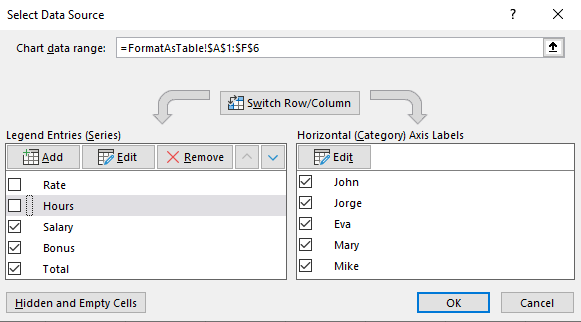 Select Data Source
Chart data range: =FormatAsTable!$A$1:$F$6
Switch Row/Column
Legend Entries (Series)
Add Edit Remove
Rate
Hours
Salary
Bonus
Total
Horizontal (Category) Axis Labels
Edit
John
Jorge
Eva
Mary
Mike
Hidden and Empty Cells
OK
Cancel